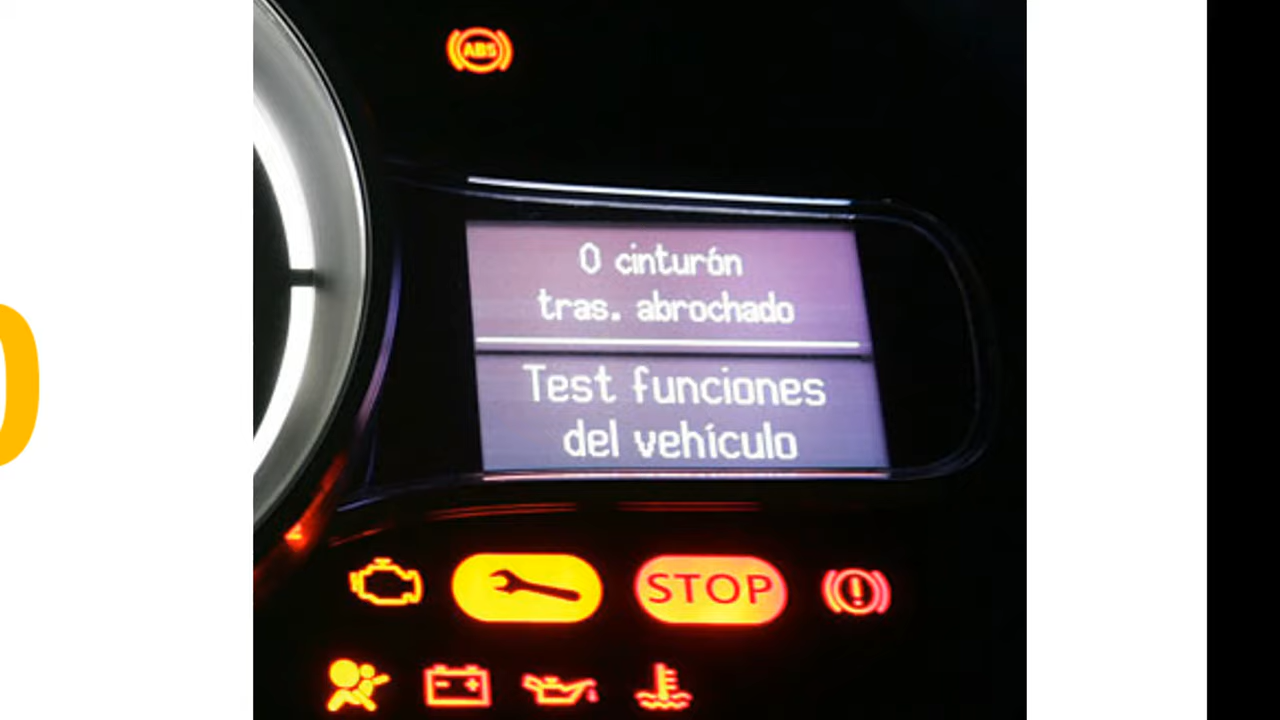 ABS
0 cinturón
tras. abrochado
Test funciones
del vehículo
STOP